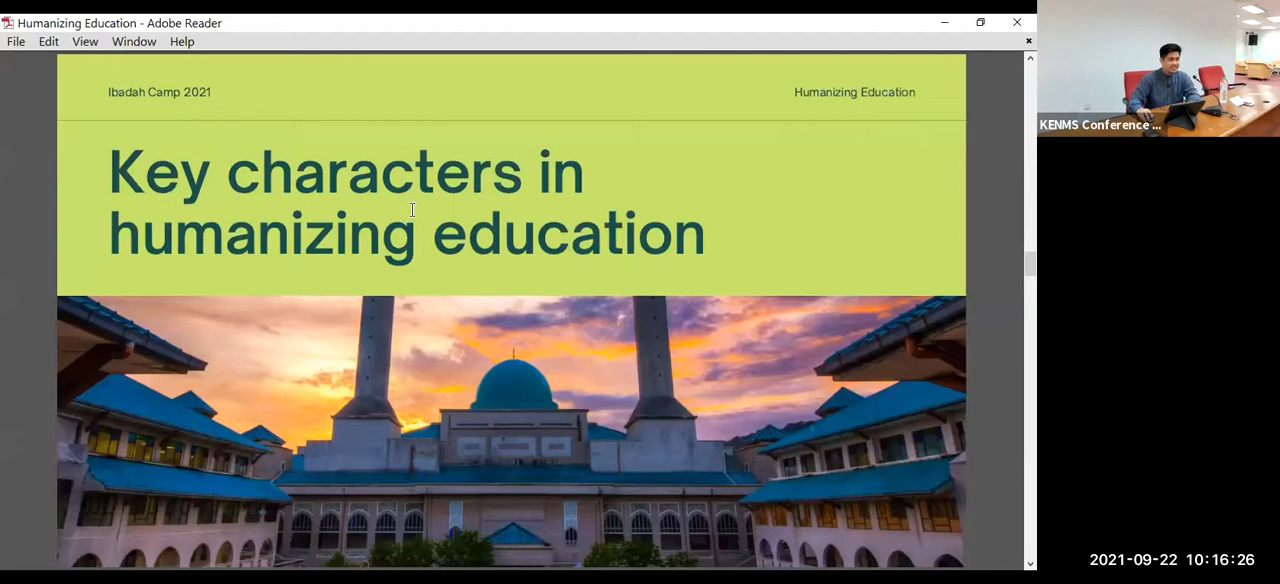 Humanizing Education - Adobe Reader
File Edit View Window Help
Ibadah Camp 2021
Humanizing Education
Key characters in
humanizing education
KENMS Conference ...
2021-09-22 10:16:26